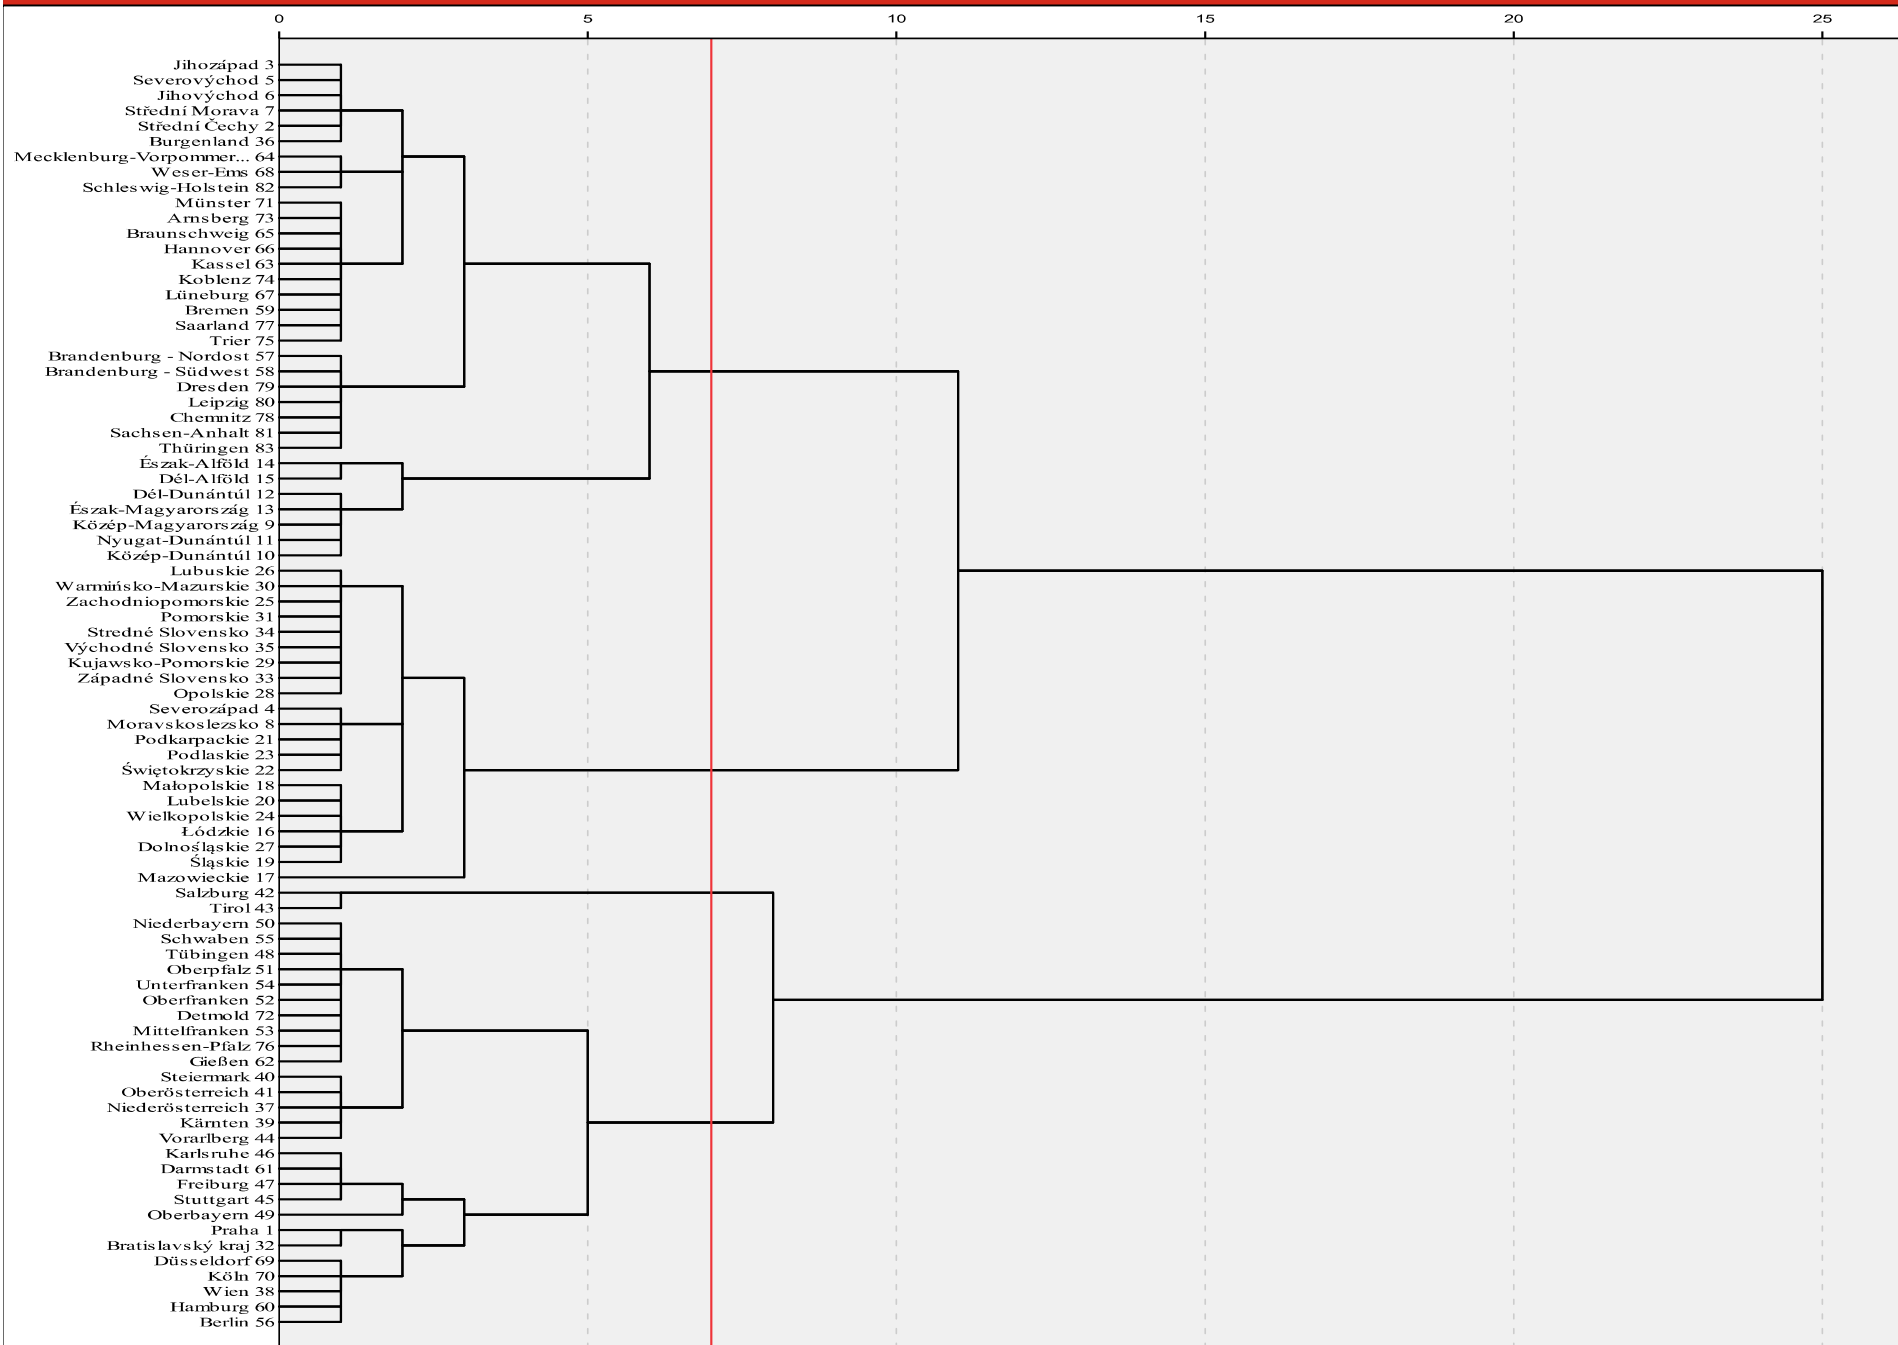 0 5 10 15 20 25
Jihozápad 3
Severovýchod 5
Jihovýchod 6
Střední Morava 7
Střední Čechy 2
Burgenland 36
Mecklenburg-Vorpommer... 64
Weser-Ems 68
Schleswig-Holstein 82
Münster 71
Arnsberg 73
Braunschweig 65
Hannover 66
Kassel 63
Koblenz 74
Lüneburg 67
Bremen 59
Saarland 77
Trier 75
Brandenburg - Nordost 57
Brandenburg - Südwest 58
Dresden 79
Leipzig 80
Chemnitz 78
Sachsen-Anhalt 81
Thüringen 83
Észak-Alföld 14
Dél-Alföld 15
Dél-Dunántúl 12
Észak-Magyarország 13
Közép-Magyarország 9
Nyugat-Dunántúl 11
Közép-Dunántúl 10
Lubuskie 26
Warmińsko-Mazurskie 30
Zachodniopomorskie 25
Pomorskie 31
Stredné Slovensko 34
Východné Slovensko 35
Kujawsko-Pomorskie 29
Západné Slovensko 33
Opolskie 28
Severozápad 4
Moravskoslezsko 8
Podkarpackie 21
Podlaskie 23
Świętokrzyskie 22
Małopolskie 18
Lubelskie 20
Wielkopolskie 24
Łódzkie 16
Dolnośląskie 27
Śląskie 19
Mazowieckie 17
Salzburg 42
Tirol 43
Niederbayern 50
Schwaben 55
Tübingen 48
Oberpfalz 51
Unterfranken 54
Oberfranken 52
Detmold 72
Mittelfranken 53
Rheinhessen-Pfalz 76
Gießen 62
Steiermark 40
Oberösterreich 41
Niederösterreich 37
Kärnten 39
Vorarlberg 44
Karlsruhe 46
Darmstadt 61
Freiburg 47
Stuttgart 45
Oberbayern 49
Praha 1
Bratislavský kraj 32
Düsseldorf 69
Köln 70
Wien 38
Hamburg 60
Berlin 56